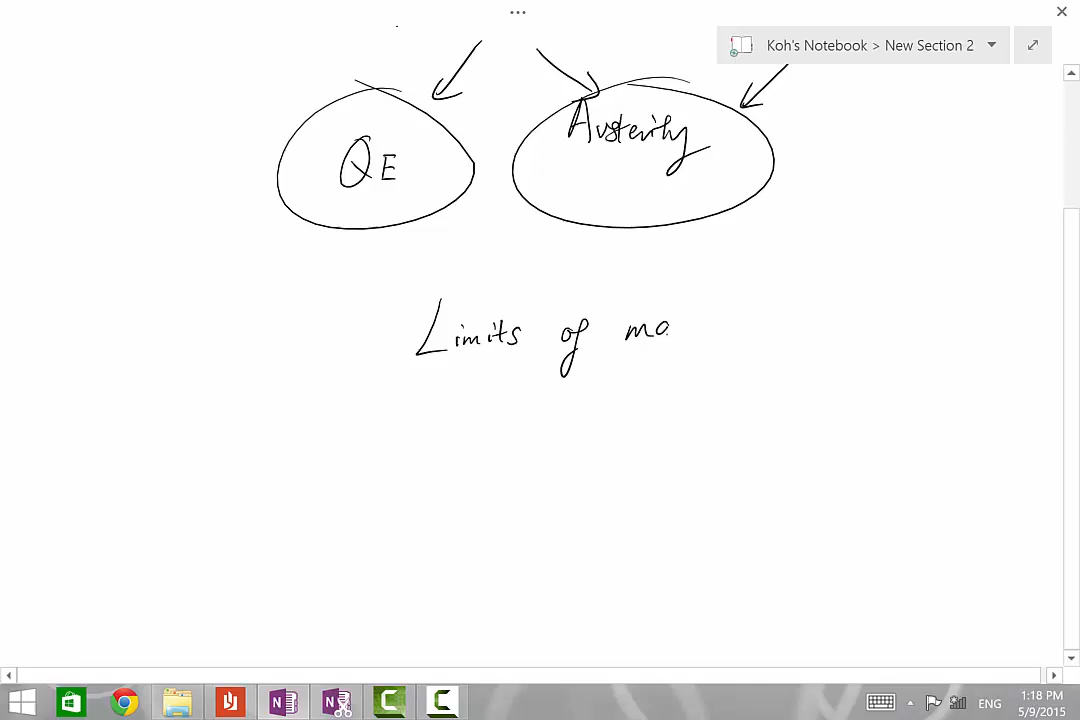 Koh's Notebook > New Section 2
QE
Austerity
Limits of mo
ENG
1:18 PM
5/9/2015